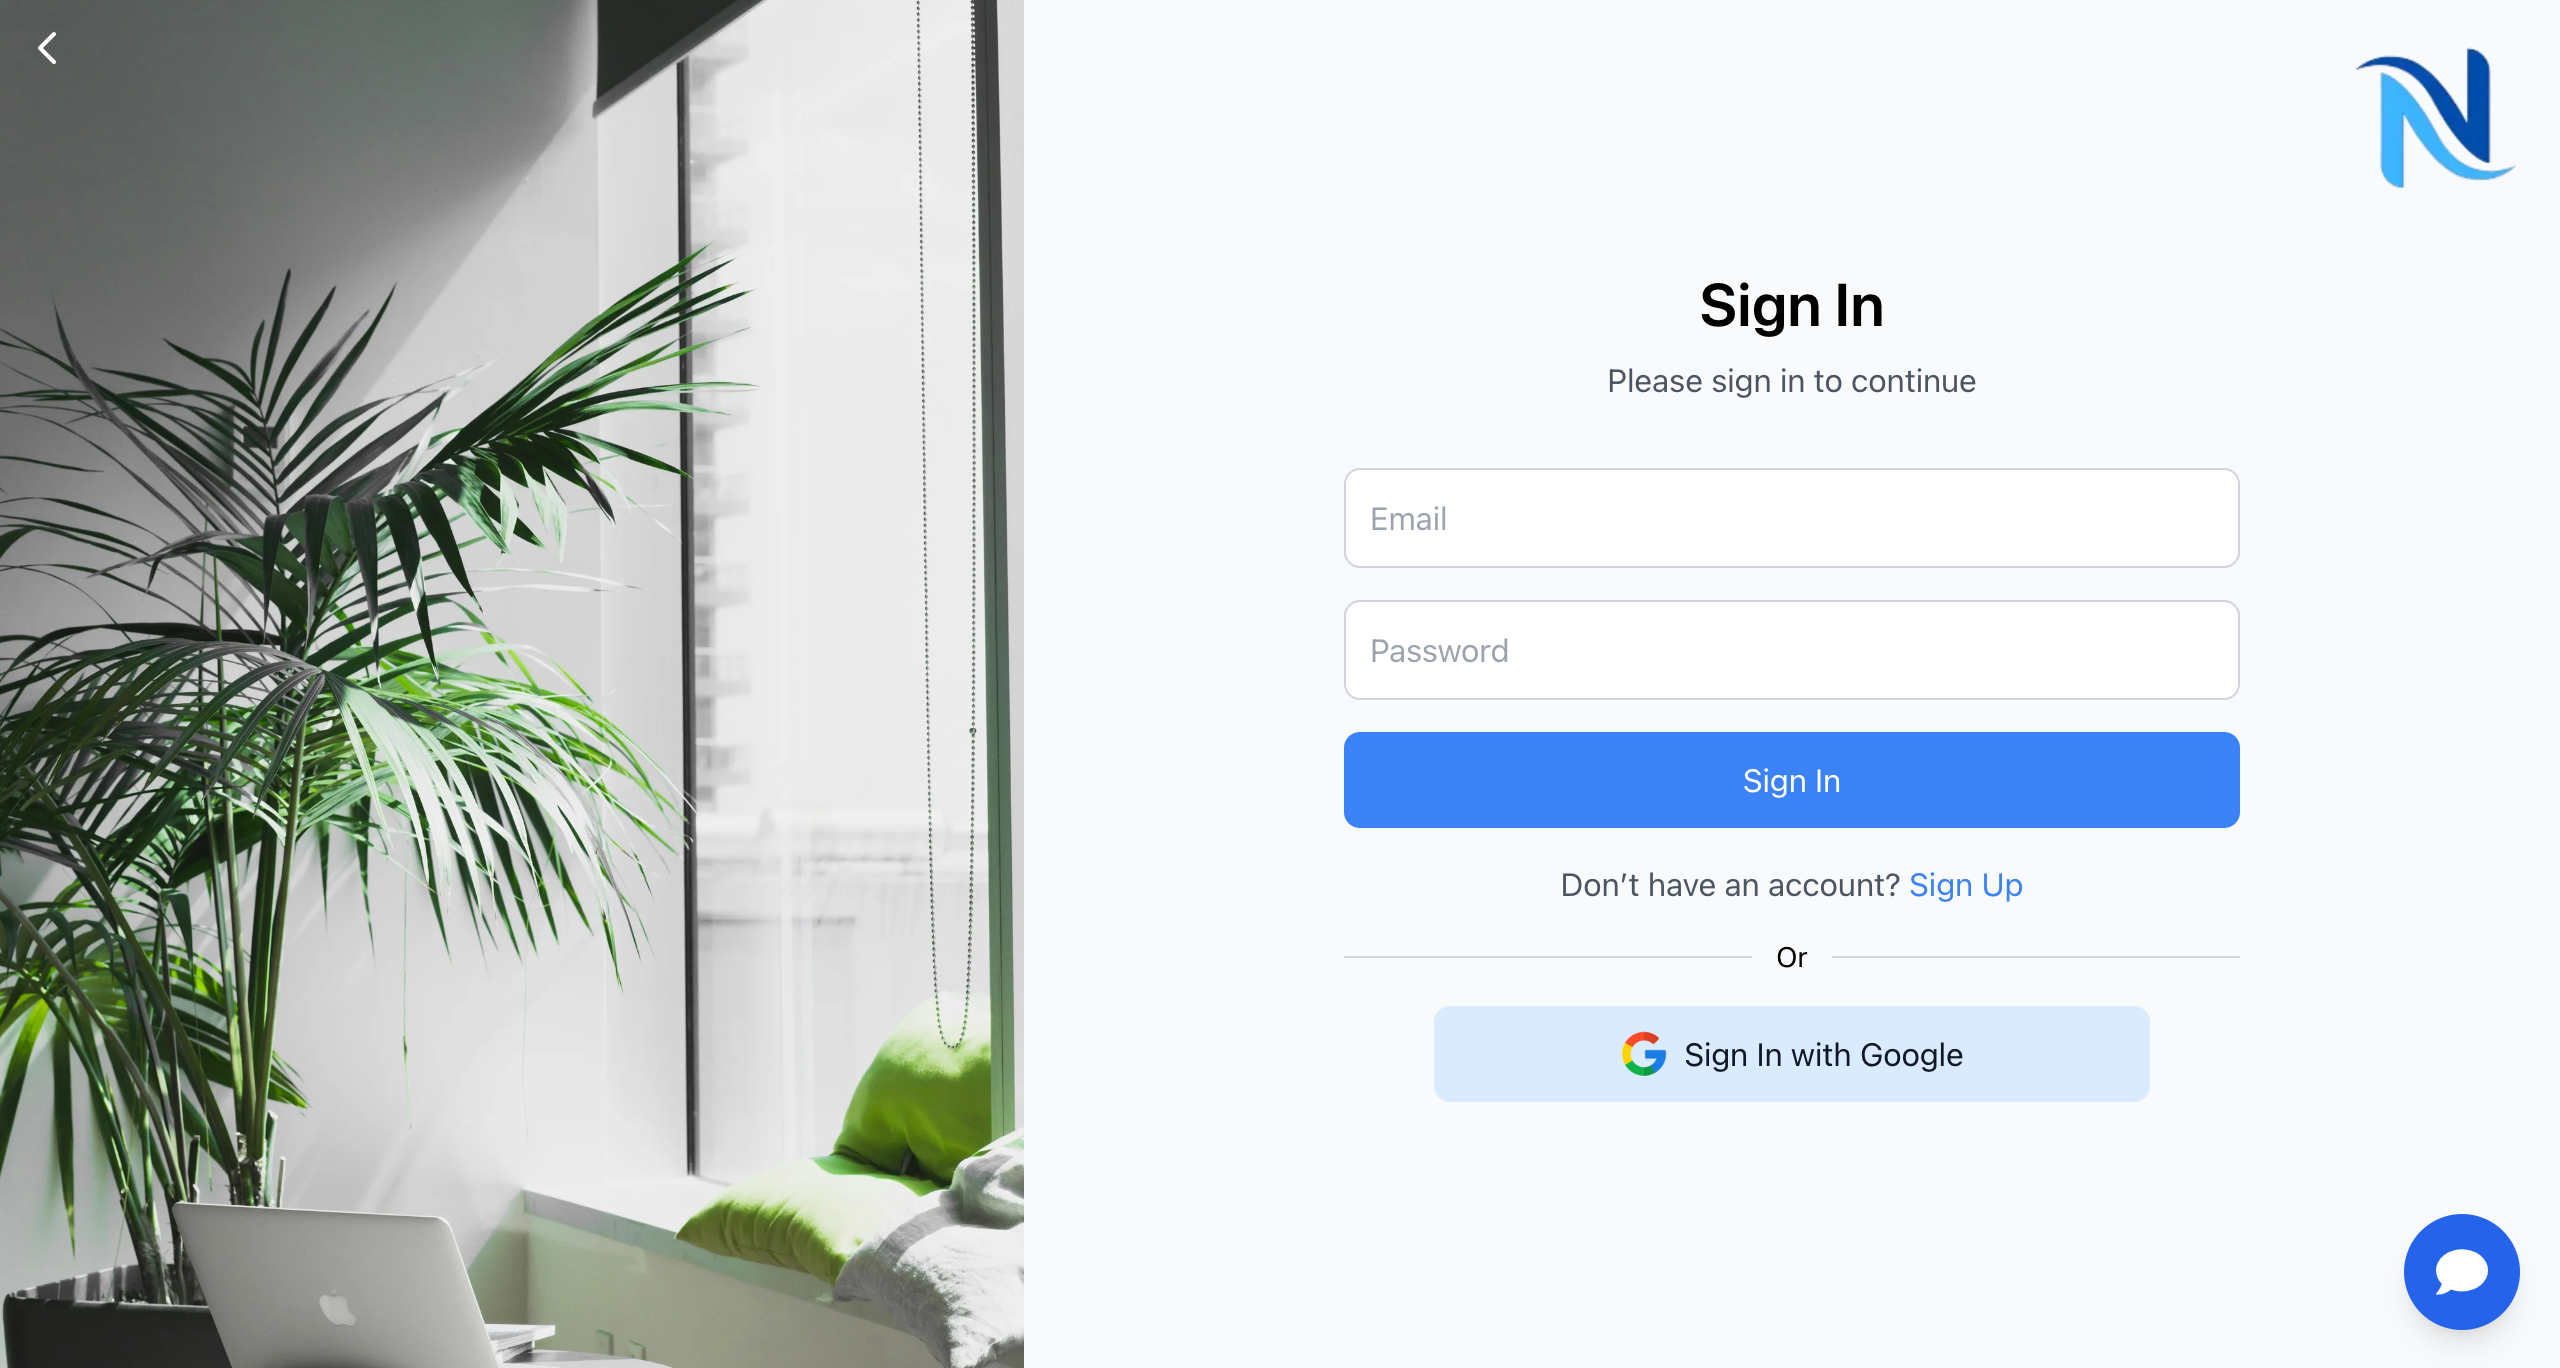 Sign In
Please sign in to continue
Email
Password
Sign In
Don’t have an account? Sign Up
Or
Sign In with Google